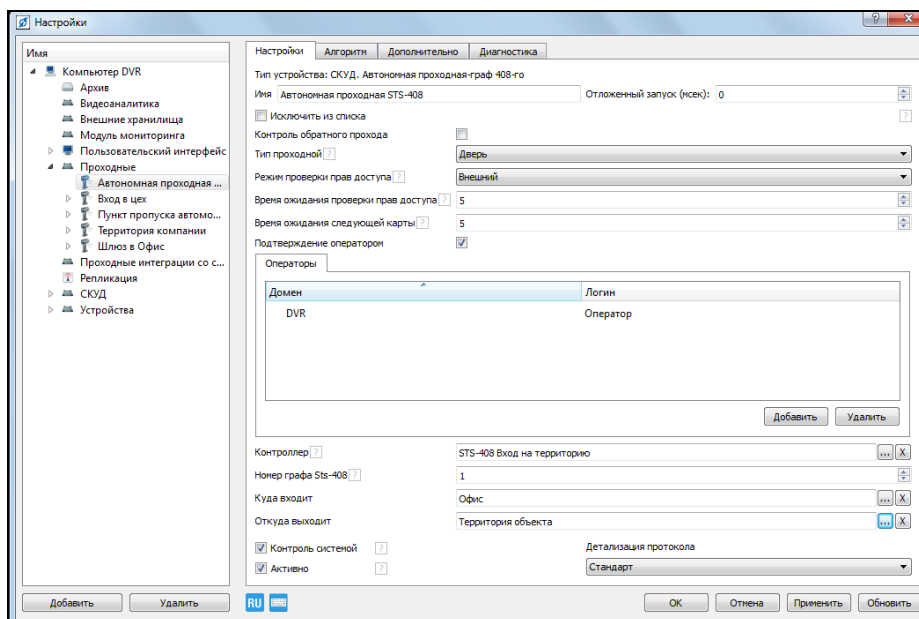 Настройки
Имя
Компьютер DVR
Архив
Видеоаналитика
Внешние хранилища
Модуль мониторинга
Пользовательский интерфейс
Проходные
Автономная проходная ...
Вход в цех
Пункт пропуска автомо...
Территория компании
Шлюз в Офис
Проходные интеграции со с...
Репликация
СКУД
Устройства
Добавить Удалить
Настройки Алгоритм Дополнительно Диагностика
Тип устройства: СКУД. Автономная проходная-граф 408-го
Имя Автономная проходная STS-408 Отложенный запуск (мсек): 0
Исключить из списка ?
Контроль обратного прохода
Тип проходной ? Дверь
Режим проверки прав доступа ? Внешний
Время ожидания проверки прав доступа ? 5
Время ожидания следующей карты ? 5
Подтверждение оператором
Операторы
Домен Логин
DVR Оператор
Добавить Удалить
Контроллер ? STS-408 Вход на территорию ... X
Номер графа Sts-408 ? 1
Куда входит Офис ... X
Откуда выходит Территория объекта ... X
Контроль системой ? Детализация протокола
Активно ? Стандарт
RU OK Отмена Применить Обновить